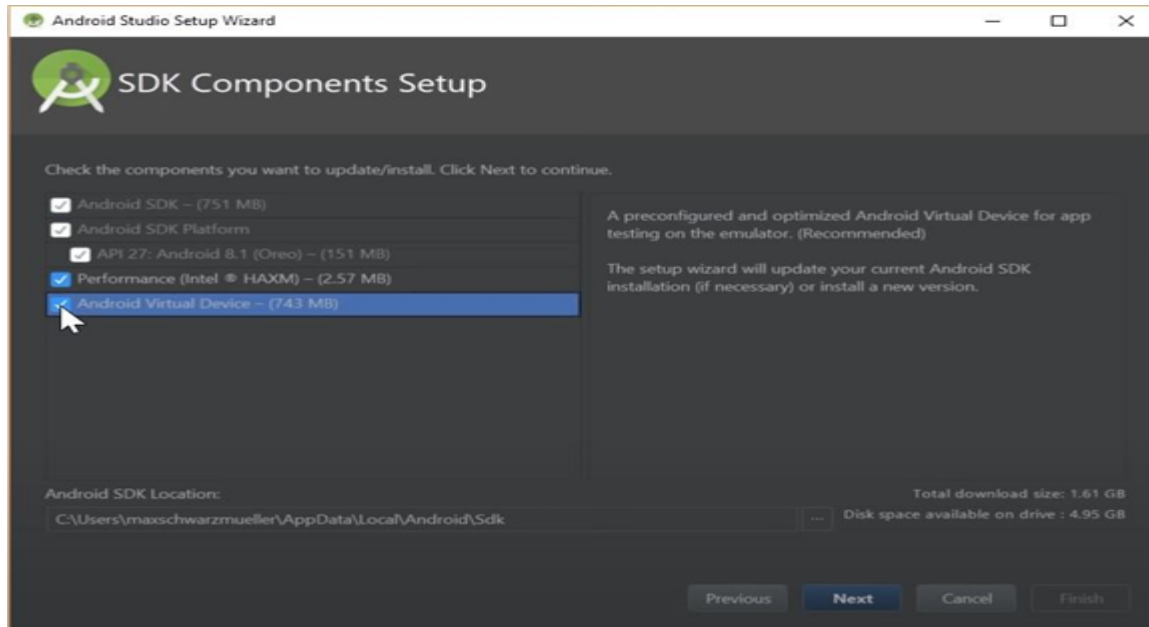 Android Studio Setup Wizard
SDK Components Setup
Check the components you want to update/install. Click Next to continue.
Android SDK – (751 MB)
Android SDK Platform
API 27: Android 8.1 (Oreo) – (151 MB)
Performance (Intel ® HAXM) – (2.57 MB)
Android Virtual Device – (743 MB)
A preconfigured and optimized Android Virtual Device for app
testing on the emulator. (Recommended)
The setup wizard will update your current Android SDK
installation (if necessary) or install a new version.
Android SDK Location:
Total download size: 1.61 GB
C:\Users\maxschwarzmueller\AppData\Local\Android\Sdk
...
Disk space available on drive : 4.95 GB
Previous
Next
Cancel
Finish